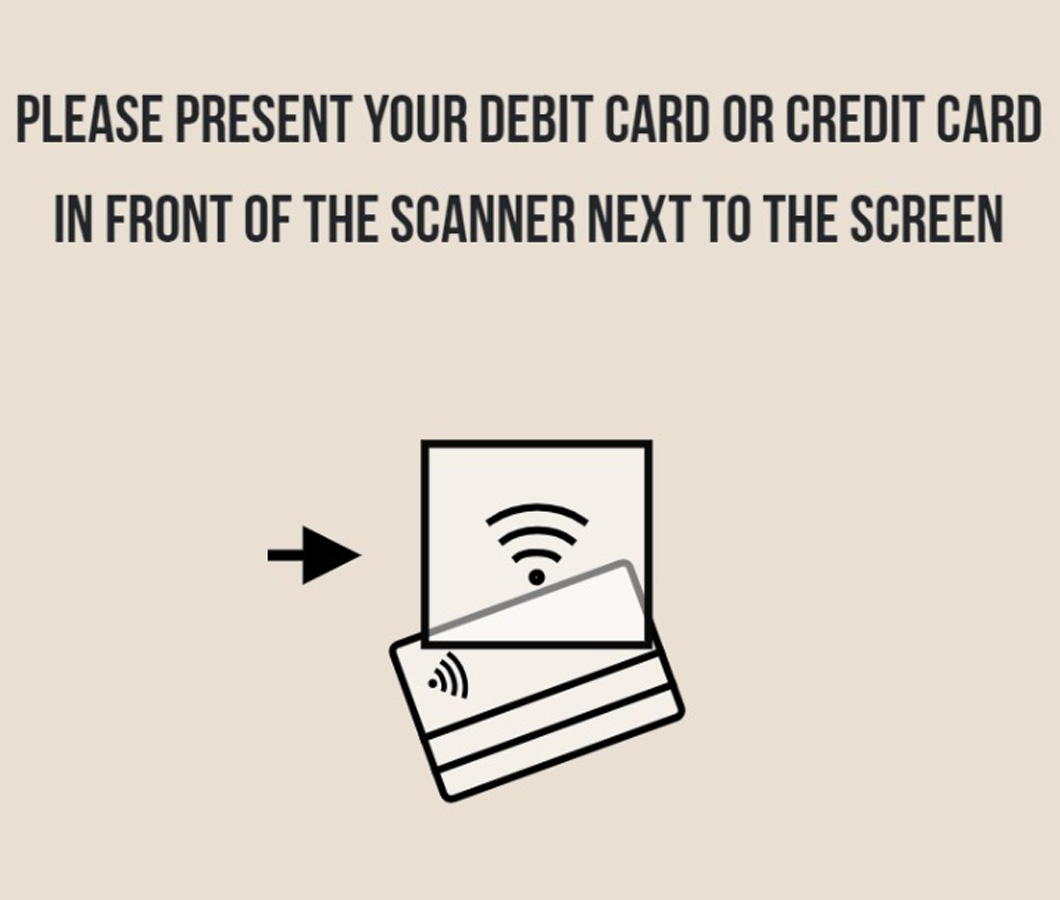 PLEASE PRESENT YOUR DEBIT CARD OR CREDIT CARD
IN FRONT OF THE SCANNER NEXT TO THE SCREEN